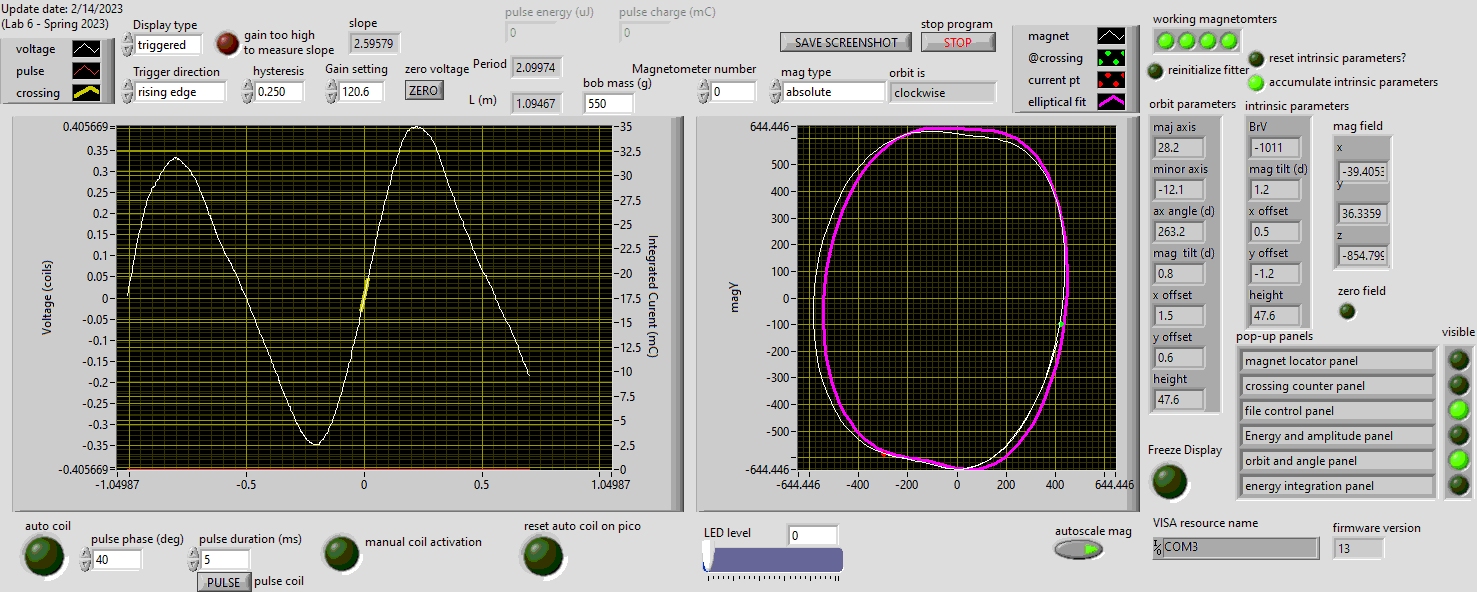 Update date: 2/14/2023
(Lab 6 - Spring 2023)
voltage
pulse
crossing
Display type
triggered
gain too high
to measure slope
slope
2.59579
Trigger direction
rising edge
hysteresis
0.250
Gain setting
120.6
zero voltage
ZERO
pulse energy (uJ)
0
pulse charge (mC)
0
Period
2.09974
L (m)
1.09467
bob mass (g)
550
Magnetometer number
0
mag type
absolute
SAVE SCREENSHOT
stop program
STOP
orbit is
clockwise
magnet
@crossing
current pt
elliptical fit
working magnetomters
reinitialize fitter
reset intrinsic parameters?
accumulate intrinsic parameters
orbit parameters
maj axis
28.2
minor axis
-12.1
ax angle (d)
263.2
mag tilt (d)
0.8
x offset
1.5
y offset
0.6
height
47.6
intrinsic parameters
BrV
-1011
mag tilt (d)
1.2
x offset
0.5
y offset
-1.2
height
47.6
mag field
x
-39.4053
y
36.3359
z
-854.799
zero field
pop-up panels
visible
magnet locator panel
crossing counter panel
file control panel
Energy and amplitude panel
orbit and angle panel
energy integration panel
Voltage (coils)
0.405669
0.35
0.3
0.25
0.2
0.15
0.1
0.05
0
-0.05
-0.1
-0.15
-0.2
-0.25
-0.3
-0.35
-0.405669
-1.04987
-0.5
0
0.5
1.04987
35
32.5
30
27.5
25
22.5
20
17.5
15
12.5
10
7.5
5
2.5
0
Integrated Current (mC)
magY
644.446
500
400
300
200
100
0
-100
-200
-300
-400
-500
-644.446
-644.446
-400
-200
0
200
400
644.446
Freeze Display
auto coil
pulse phase (deg)
40
pulse duration (ms)
5
PULSE
pulse coil
manual coil activation
reset auto coil on pico
LED level
0
autoscale mag
VISA resource name
COM3
firmware version
13